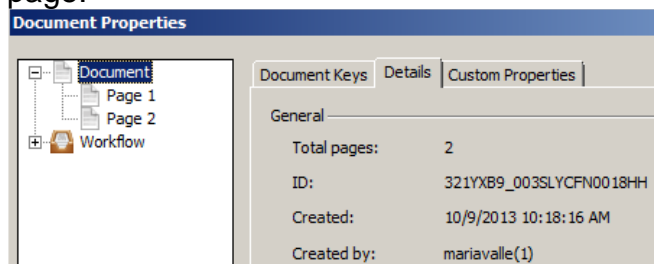 page.
Document Properties
Document
Page 1
Page 2
Workflow
Document Keys Details Custom Properties
General
Total pages: 2
ID: 321YXB9_003SLYCFN0018HH
Created: 10/9/2013 10:18:16 AM
Created by: mariavalle(1)